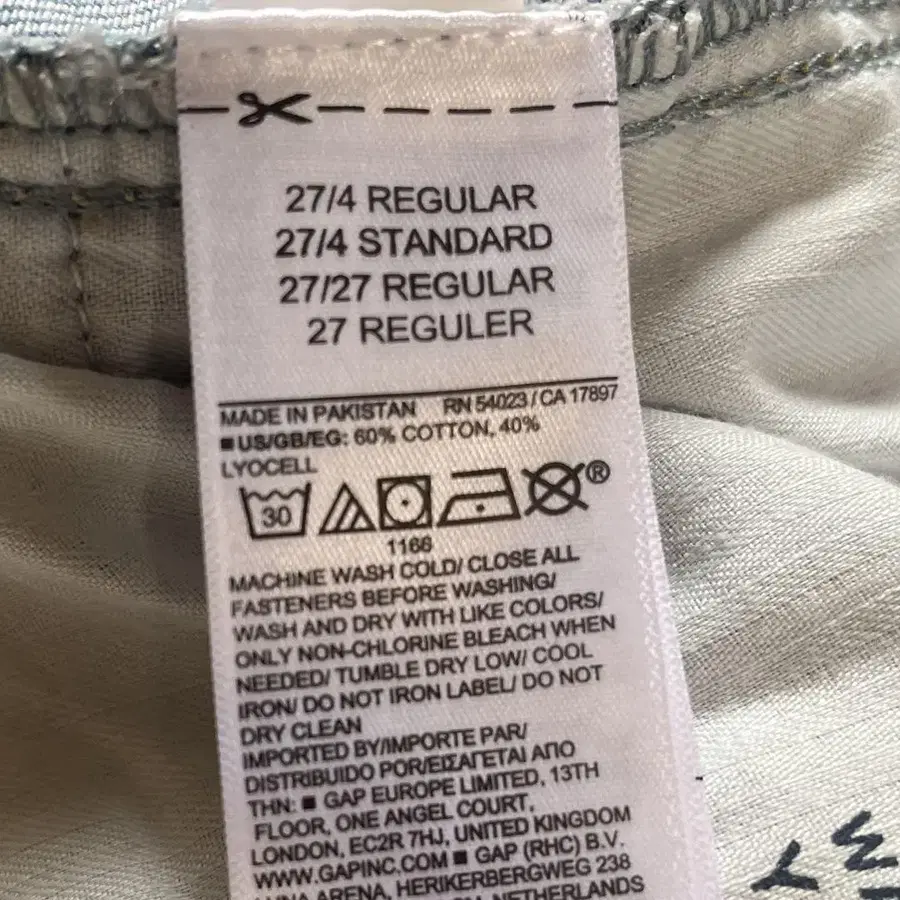 27/4 REGULAR
27/4 STANDARD
27/27 REGULAR
27 REGULER
MADE IN PAKISTAN RN 54023 / CA 17897
■ US/GB/EG: 60% COTTON, 40%
LYOCELL
30
®
1166
MACHINE WASH COLD/ CLOSE ALL
FASTENERS BEFORE WASHING/
WASH AND DRY WITH LIKE COLORS/
ONLY NON-CHLORINE BLEACH WHEN
NEEDED/ TUMBLE DRY LOW/ COOL
IRON/ DO NOT IRON LABEL/ DO NOT
DRY CLEAN
IMPORTED BY/IMPORTE PAR/
DISTRIBUIDO POR/ΕΙΣΑΓΕΤΑΙ ΑΠΟ
ΤΗΝ: ■ GAP EUROPE LIMITED, 13TH
FLOOR, ONE ANGEL COURT,
LONDON, EC2R 7HJ, UNITED KINGDOM
WWW.GAPINC.COM ■ GAP (RHC) B.V.
LUNA ARENA, HERIKERBERGWEG 238
NETHERLANDS